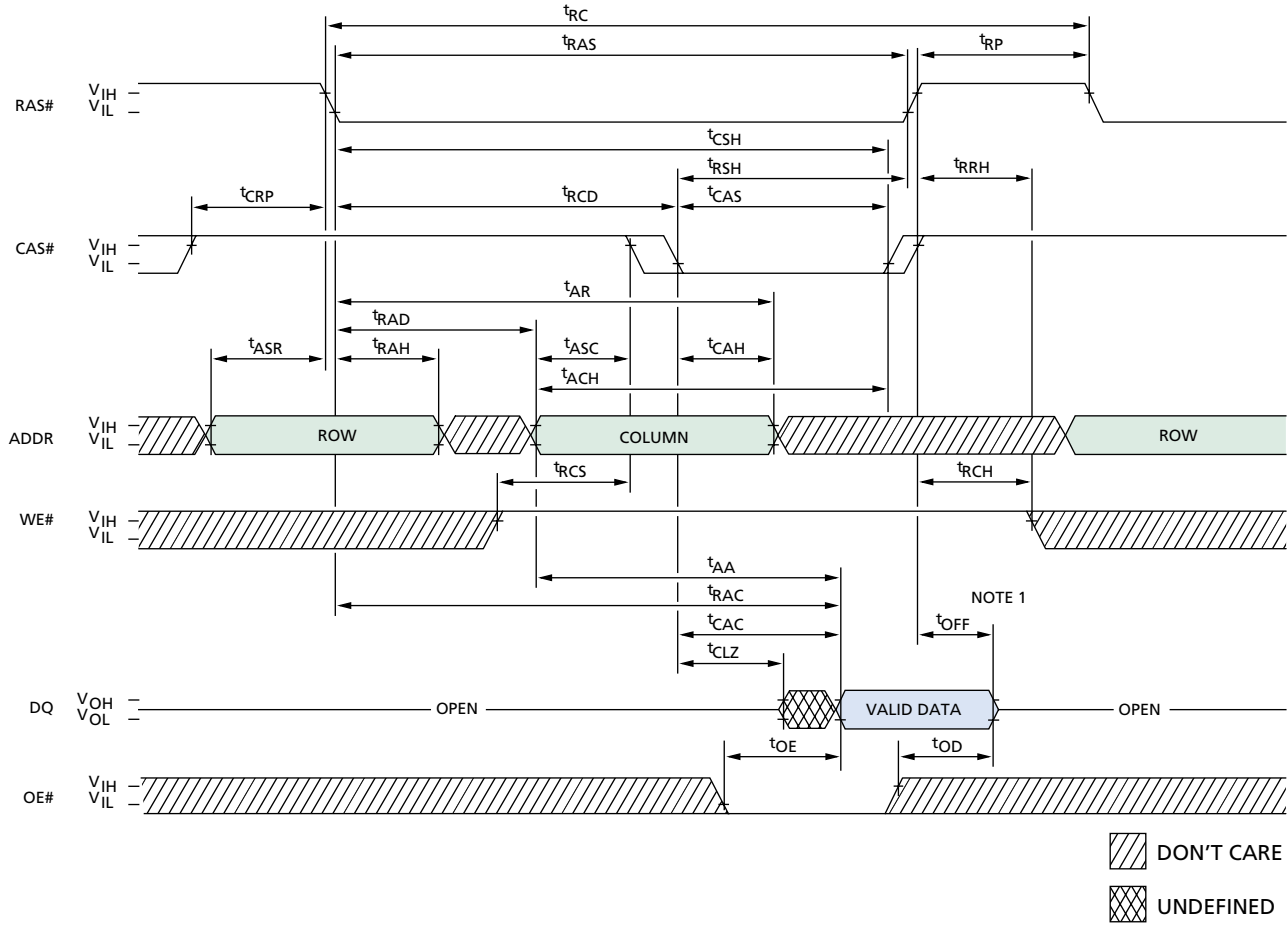 tRC
tRAS tRP
RAS# VIH
VIL
tCSH
tRSH tRRH
tCRP tRCD tCAS
CAS# VIH
VIL
tAR
tRAD
tASR tRAH tASC tCAH
tACH
ADDR VIH
VIL
ROW COLUMN ROW
tRCS tRCH
WE# VIH
VIL
tAA
tRAC NOTE 1
tCAC tOFF
tCLZ
DQ VOH
VOL
OPEN VALID DATA OPEN
tOE tOD
OE# VIH
VIL
DON'T CARE
UNDEFINED